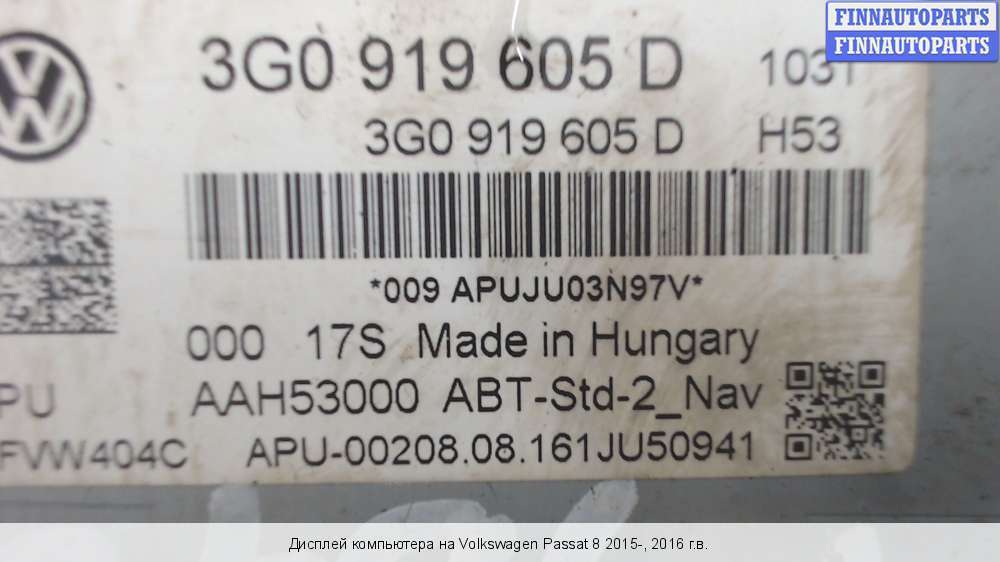 FINNAUTOPARTS
FINNAUTOPARTS
3G0 919 605 D 1031
3G0 919 605 D H53
*009 APUJU03N97V*
000 17S Made in Hungary
PU AAH53000 ABT-Std-2_Nav
FVW404C APU-00208.08.161JU50941
Дисплей компьютера на Volkswagen Passat 8 2015-, 2016 г.в.